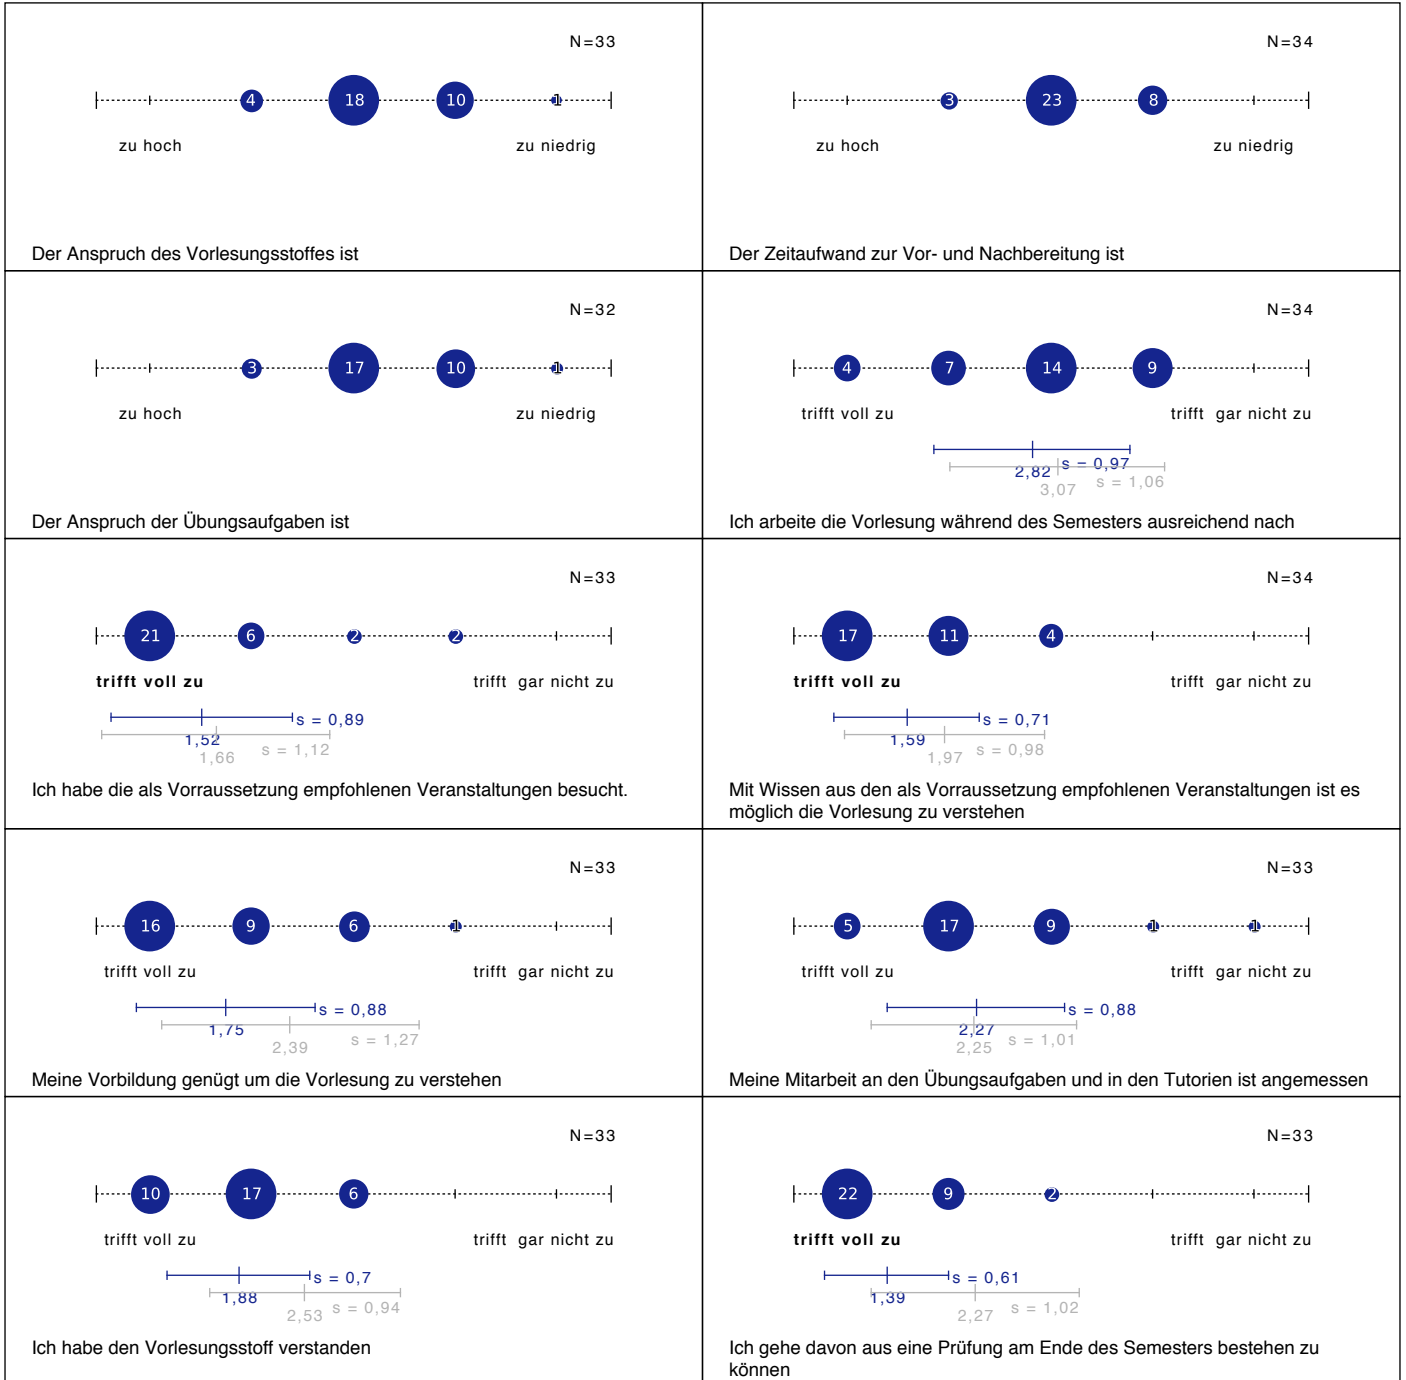 N=33
4 18 10 1
zu hoch zu niedrig
Der Anspruch des Vorlesungsstoffes ist
N=34
3 23 8
zu hoch zu niedrig
Der Zeitaufwand zur Vor- und Nachbereitung ist
N=32
3 17 10 1
zu hoch zu niedrig
Der Anspruch der Übungsaufgaben ist
N=34
4 7 14 9
trifft voll zu trifft gar nicht zu
2,82 s = 0,97
3,07 s = 1,06
Ich arbeite die Vorlesung während des Semesters ausreichend nach
N=33
21 6 2 2
trifft voll zu trifft gar nicht zu
1,52 s = 0,89
1,66 s = 1,12
Ich habe die als Vorraussetzung empfohlenen Veranstaltungen besucht.
N=34
17 11 4
trifft voll zu trifft gar nicht zu
1,59 s = 0,71
1,97 s = 0,98
Mit Wissen aus den als Vorraussetzung empfohlenen Veranstaltungen ist es
möglich die Vorlesung zu verstehen
N=33
16 9 6 1
trifft voll zu trifft gar nicht zu
1,75 s = 0,88
2,39 s = 1,27
Meine Vorbildung genügt um die Vorlesung zu verstehen
N=33
5 17 9 1 1
trifft voll zu trifft gar nicht zu
2,27 s = 0,88
2,25 s = 1,01
Meine Mitarbeit an den Übungsaufgaben und in den Tutorien ist angemessen
N=33
10 17 6
trifft voll zu trifft gar nicht zu
1,88 s = 0,7
2,53 s = 0,94
Ich habe den Vorlesungsstoff verstanden
N=33
22 9 2
trifft voll zu trifft gar nicht zu
1,39 s = 0,61
2,27 s = 1,02
Ich gehe davon aus eine Prüfung am Ende des Semesters bestehen zu
können